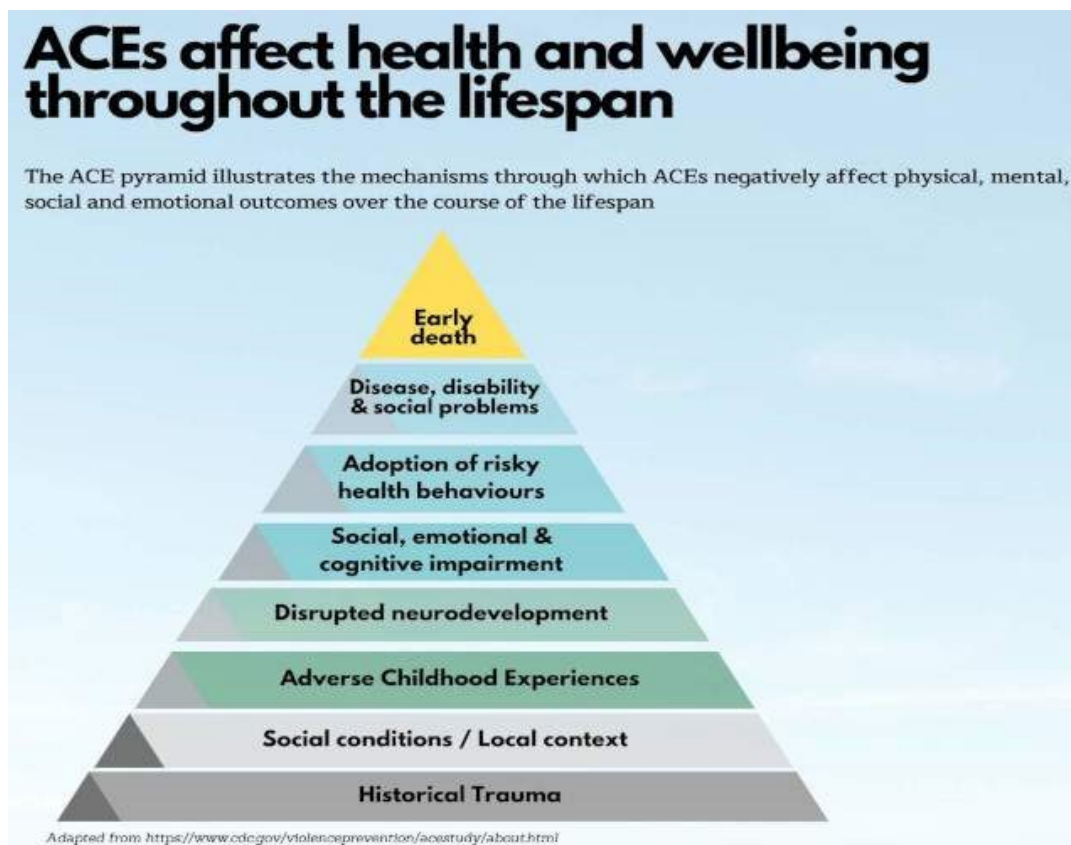 ACEs affect health and wellbeing
throughout the lifespan
The ACE pyramid illustrates the mechanisms through which ACEs negatively affect physical, mental,
social and emotional outcomes over the course of the lifespan
Early
death
Disease, disability
& social problems
Adoption of risky
health behaviours
Social, emotional &
cognitive impairment
Disrupted neurodevelopment
Adverse Childhood Experiences
Social conditions / Local context
Historical Trauma
Adapted from https://www.cdc.gov/violenceprevention/acestudy/about.html